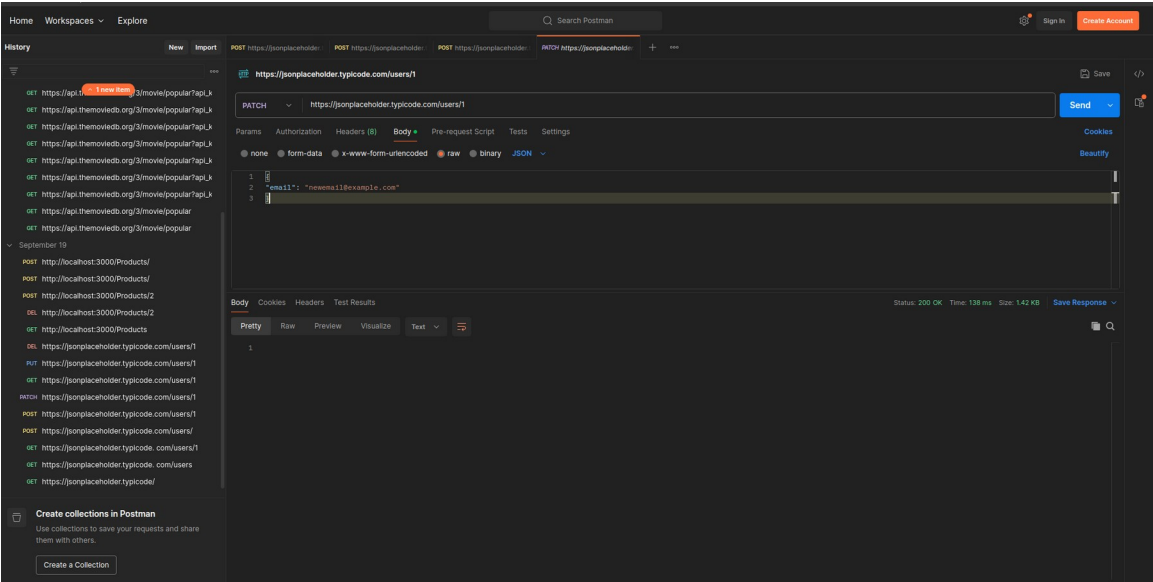 Home Workspaces Explore Search Postman Sign In Create Account
History New Import POST https://jsonplaceholder. POST https://jsonplaceholder. POST https://jsonplaceholder. PATCH https://jsonplaceholder
https://jsonplaceholder.typicode.com/users/1 Save
PATCH https://jsonplaceholder.typicode.com/users/1 Send
Params Authorization Headers (8) Body Pre-request Script Tests Settings Cookies
none form-data x-www-form-urlencoded raw binary JSON Beautify
1 {
2 "email": "newemail@example.com"
3 }
Body Cookies Headers Test Results Status: 200 OK Time: 138 ms Size: 1.42 KB Save Response
Pretty Raw Preview Visualize Text
1
1 new item
GET https://api.t 3/movie/popular?api_k
GET https://api.themoviedb.org/3/movie/popular?api_k
GET https://api.themoviedb.org/3/movie/popular?api_k
GET https://api.themoviedb.org/3/movie/popular?api_k
GET https://api.themoviedb.org/3/movie/popular?api_k
GET https://api.themoviedb.org/3/movie/popular?api_k
GET https://api.themoviedb.org/3/movie/popular?api_k
GET https://api.themoviedb.org/3/movie/popular
GET https://api.themoviedb.org/3/movie/popular
September 19
POST http://localhost:3000/Products/
POST http://localhost:3000/Products/
POST http://localhost:3000/Products/2
DEL http://localhost:3000/Products/2
GET http://localhost:3000/Products
DEL https://jsonplaceholder.typicode.com/users/1
PUT https://jsonplaceholder.typicode.com/users/1
GET https://jsonplaceholder.typicode.com/users/1
PATCH https://jsonplaceholder.typicode.com/users/1
POST https://jsonplaceholder.typicode.com/users/1
POST https://jsonplaceholder.typicode.com/users/
GET https://jsonplaceholder.typicode. com/users/1
GET https://jsonplaceholder.typicode. com/users
GET https://jsonplaceholder.typicode/
Create collections in Postman
Use collections to save your requests and share
them with others.
Create a Collection